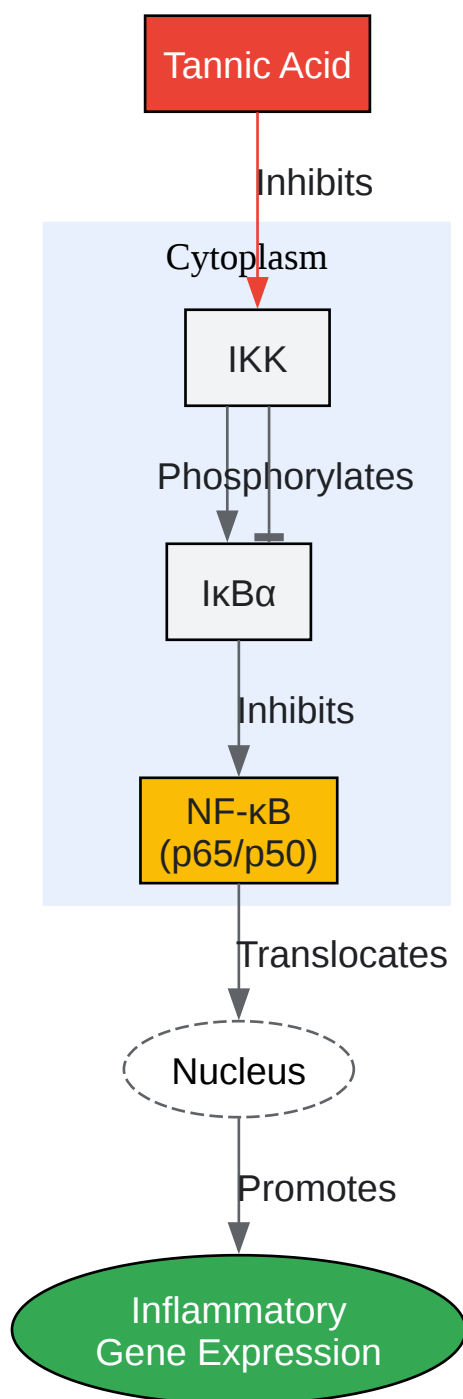 Tannic Acid
Inhibits
Cytoplasm
IKK
Phosphorylates
IκBα
Inhibits
NF-κB
(p65/p50)
Translocates
Nucleus
Promotes
Inflammatory
Gene Expression